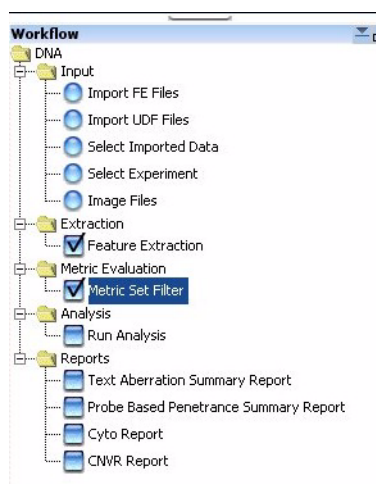 Workflow
DNA
Input
Import FE Files
Import UDF Files
Select Imported Data
Select Experiment
Image Files
Extraction
Feature Extraction
Metric Evaluation
Metric Set Filter
Analysis
Run Analysis
Reports
Text Aberration Summary Report
Probe Based Penetrance Summary Report
Cyto Report
CNVR Report